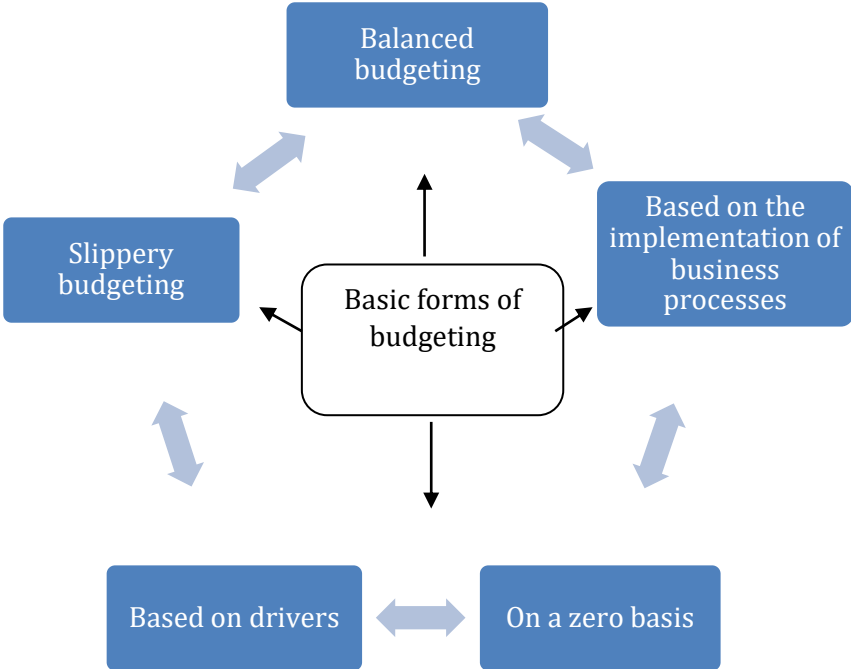 Balanced
budgeting
Slippery
budgeting
Based on the
implementation of
business
processes
Basic forms of
budgeting
Based on drivers
On a zero basis